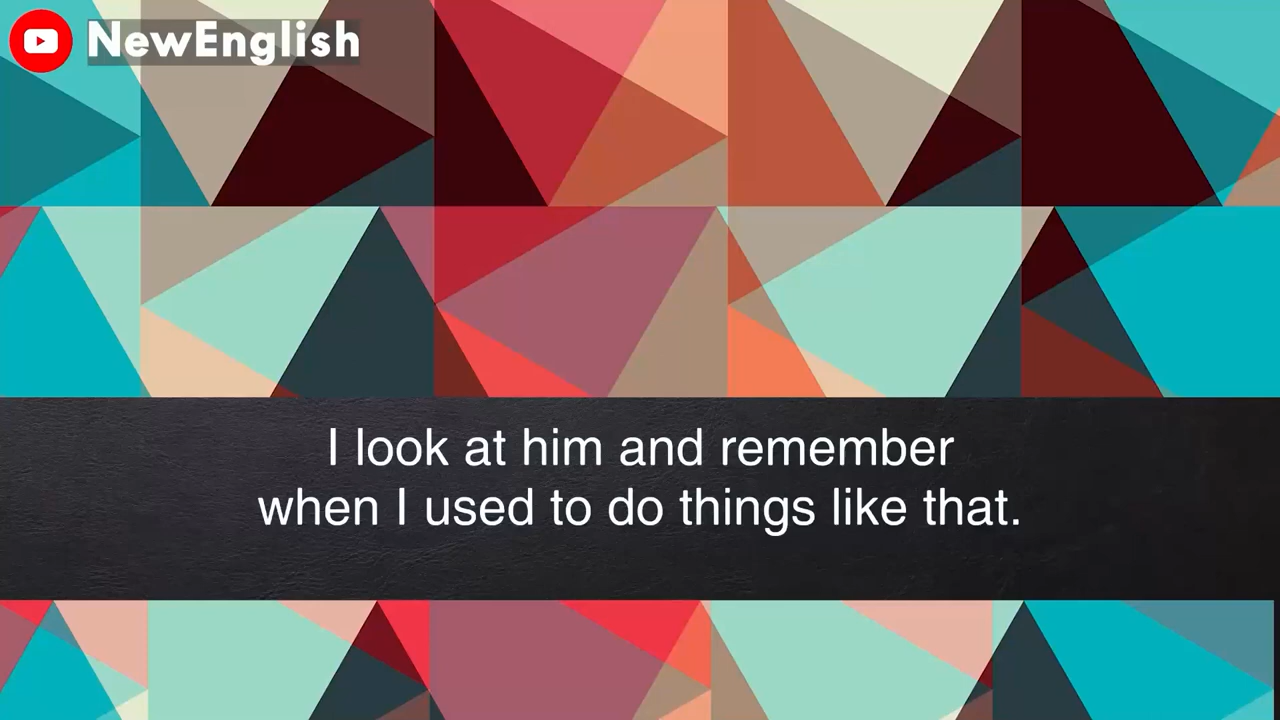 NewEnglish
I look at him and remember
when I used to do things like that.